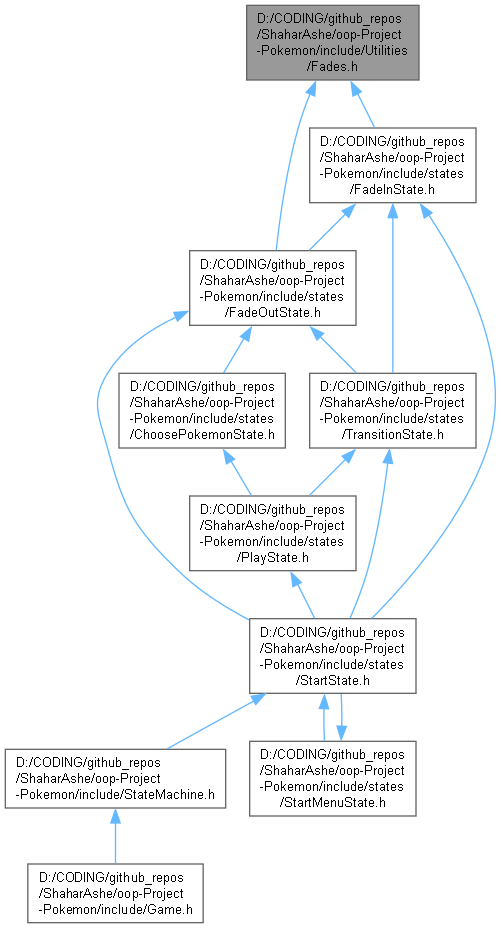 D:/CODING/github_repos
/ShaharAshe/oop-Project
-Pokemon/include/Utilities
/Fades.h
D:/CODING/github_repos
/ShaharAshe/oop-Project
-Pokemon/include/states
/FadeInState.h
D:/CODING/github_repos
/ShaharAshe/oop-Project
-Pokemon/include/states
/FadeOutState.h
D:/CODING/github_repos
/ShaharAshe/oop-Project
-Pokemon/include/states
/ChoosePokemonState.h
D:/CODING/github_repos
/ShaharAshe/oop-Project
-Pokemon/include/states
/TransitionState.h
D:/CODING/github_repos
/ShaharAshe/oop-Project
-Pokemon/include/states
/PlayState.h
D:/CODING/github_repos
/ShaharAshe/oop-Project
-Pokemon/include/states
/StartState.h
D:/CODING/github_repos
/ShaharAshe/oop-Project
-Pokemon/include/StateMachine.h
D:/CODING/github_repos
/ShaharAshe/oop-Project
-Pokemon/include/states
/StartMenuState.h
D:/CODING/github_repos
/ShaharAshe/oop-Project
-Pokemon/include/Game.h